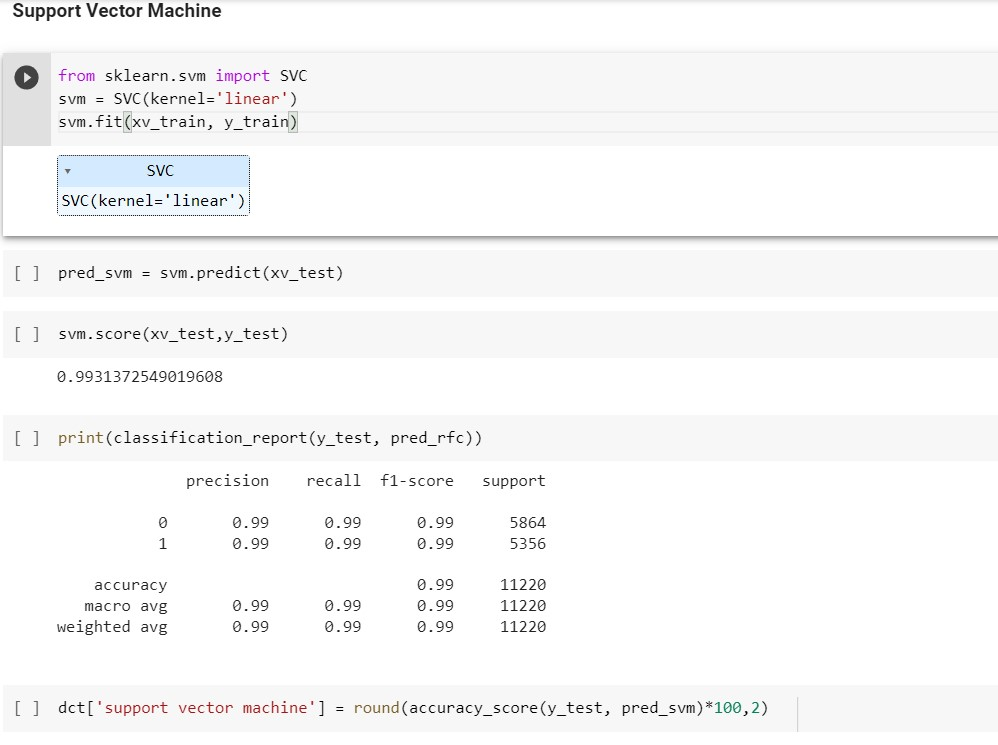 Support Vector Machine
from sklearn.svm import SVC
svm = SVC(kernel='linear')
svm.fit(xv_train, y_train)
▾ SVC
SVC(kernel='linear')
[ ] pred_svm = svm.predict(xv_test)
[ ] svm.score(xv_test,y_test)
0.9931372549019608
[ ] print(classification_report(y_test, pred_rfc))
precision recall f1-score support
0 0.99 0.99 0.99 5864
1 0.99 0.99 0.99 5356
accuracy 0.99 11220
macro avg 0.99 0.99 0.99 11220
weighted avg 0.99 0.99 0.99 11220
[ ] dct['support vector machine'] = round(accuracy_score(y_test, pred_svm)*100,2)